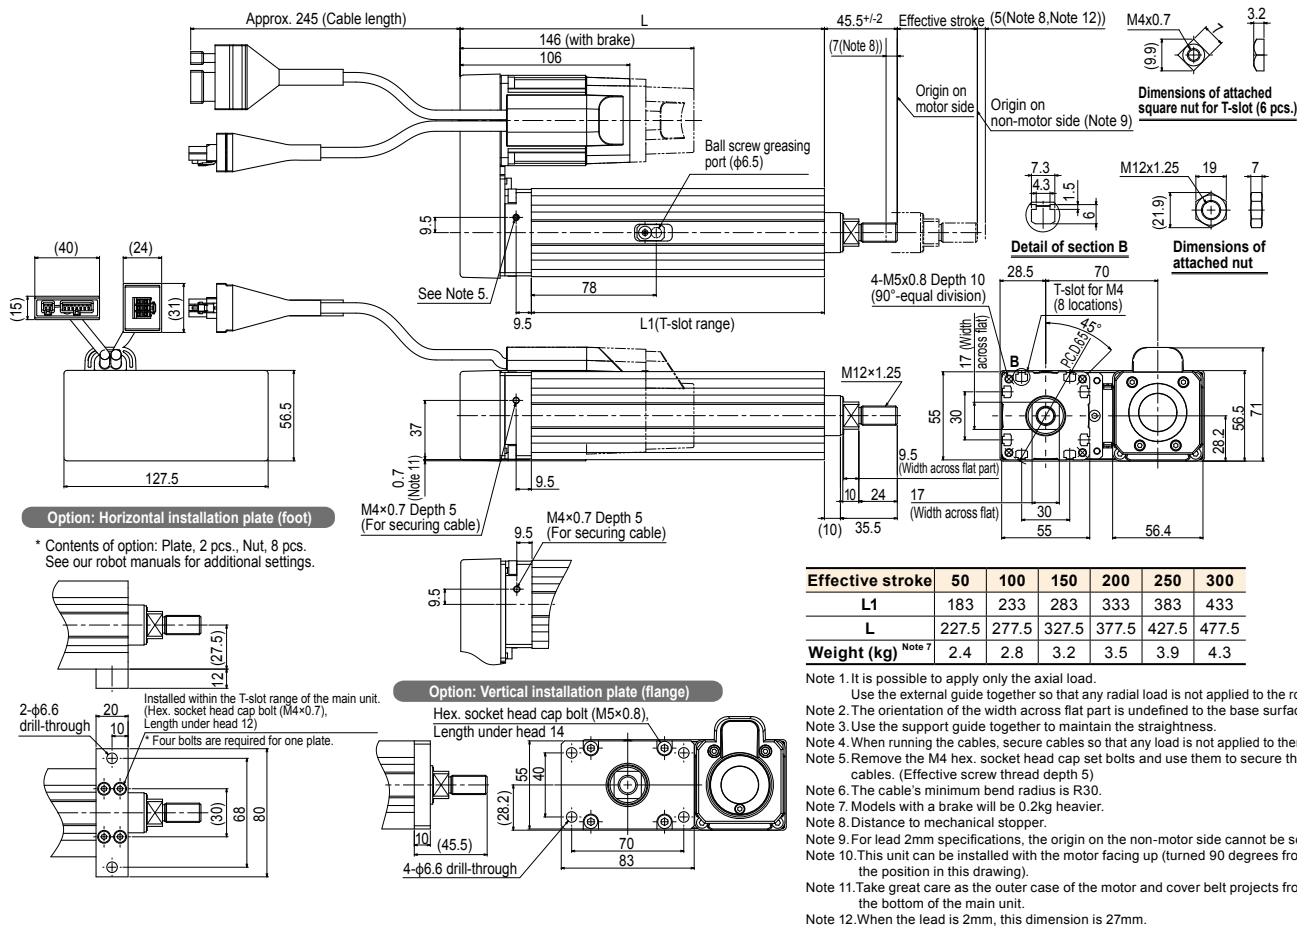 Approx. 245 (Cable length)
L
45.5+/-2
Effective stroke
(5(Note 8,Note 12))
146 (with brake)
106
(7(Note 8))
Origin on
motor side
Origin on
non-motor side (Note 9)
Ball screw greasing
port (ϕ6.5)
9.5
See Note 5.
78
9.5
L1(T-slot range)
M4x0.7
7
3.2
(9.9)
Dimensions of attached
square nut for T-slot (6 pcs.)
7.3
4.3
1.5
6
Detail of section B
M12x1.25
19
7
(21.9)
Dimensions of
attached nut
(40)
(24)
(15)
(31)
56.5
127.5
37
0.7
(Note 11)
9.5
M4×0.7 Depth 5
(For securing cable)
M12×1.25
9.5
(Width across flat part)
10
24
(10)
35.5
4-M5x0.8 Depth 10
(90°-equal division)
28.5
70
T-slot for M4
(8 locations)
17 (Width
across flat)
45°
P.C.D.65
B
55
30
28.2
56.5
71
17
(Width across flat)
30
55
56.4
M4×0.7 Depth 5
(For securing cable)
9.5
9.5
Option: Horizontal installation plate (foot)
* Contents of option: Plate, 2 pcs., Nut, 8 pcs.
See our robot manuals for additional settings.
(27.5)
12
2-ϕ6.6
drill-through
20
10
Installed within the T-slot range of the main unit.
(Hex. socket head cap bolt (M4×0.7),
Length under head 12)
* Four bolts are required for one plate.
(30)
68
80
Option: Vertical installation plate (flange)
Hex. socket head cap bolt (M5×0.8),
Length under head 14
55
40
(28.2)
10
(45.5)
70
83
4-ϕ6.6 drill-through
Effective stroke 50 100 150 200 250 300
L1 183 233 283 333 383 433
L 227.5 277.5 327.5 377.5 427.5 477.5
Weight (kg) Note 7 2.4 2.8 3.2 3.5 3.9 4.3
Note 1. It is possible to apply only the axial load.
Use the external guide together so that any radial load is not applied to the
Note 2. The orientation of the width across flat part is undefined to the base
Note 3. Use the support guide together to maintain the straightness.
Note 4. When running the cables, secure cables so that any load is not applied to
Note 5. Remove the M4 hex. socket head cap set bolts and use them to secure
cables. (Effective screw thread depth 5)
Note 6. The cable's minimum bend radius is R30.
Note 7. Models with a brake will be 0.2kg heavier.
Note 8. Distance to mechanical stopper.
Note 9. For lead 2mm specifications, the origin on the non-motor side cannot be
Note 10.This unit can be installed with the motor facing up (turned 90 degrees
the position in this drawing).
Note 11.Take great care as the outer case of the motor and cover belt projects
the bottom of the main unit.
Note 12.When the lead is 2mm, this dimension is 27mm.